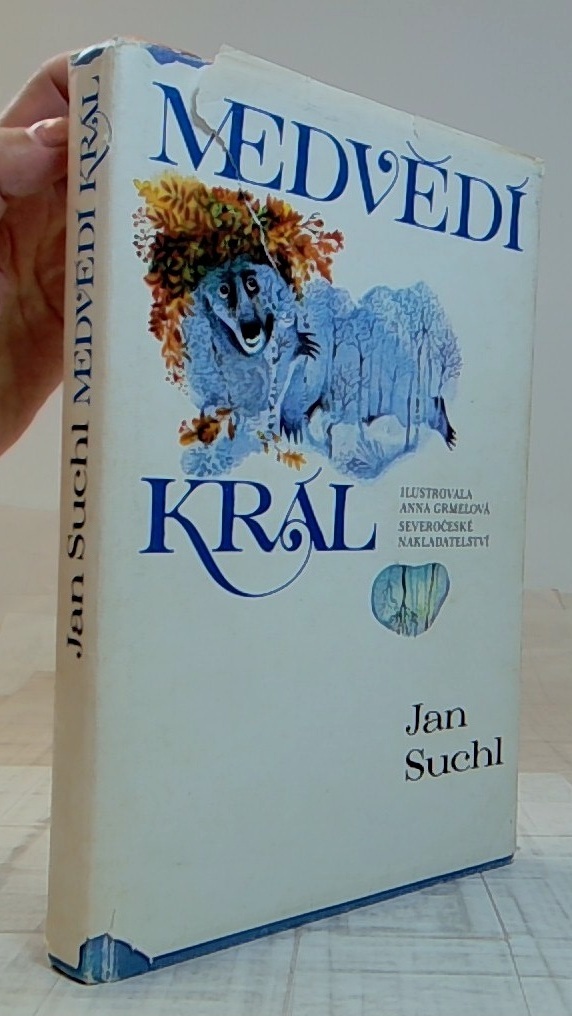 MEDVĚDÍ
KRÁL
ILUSTROVALA
ANNA GRMELOVÁ
SEVEROČESKÉ
NAKLADATELSTVÍ
Jan
Suchl
Jan Suchl MEDVĚDÍ KRÁL